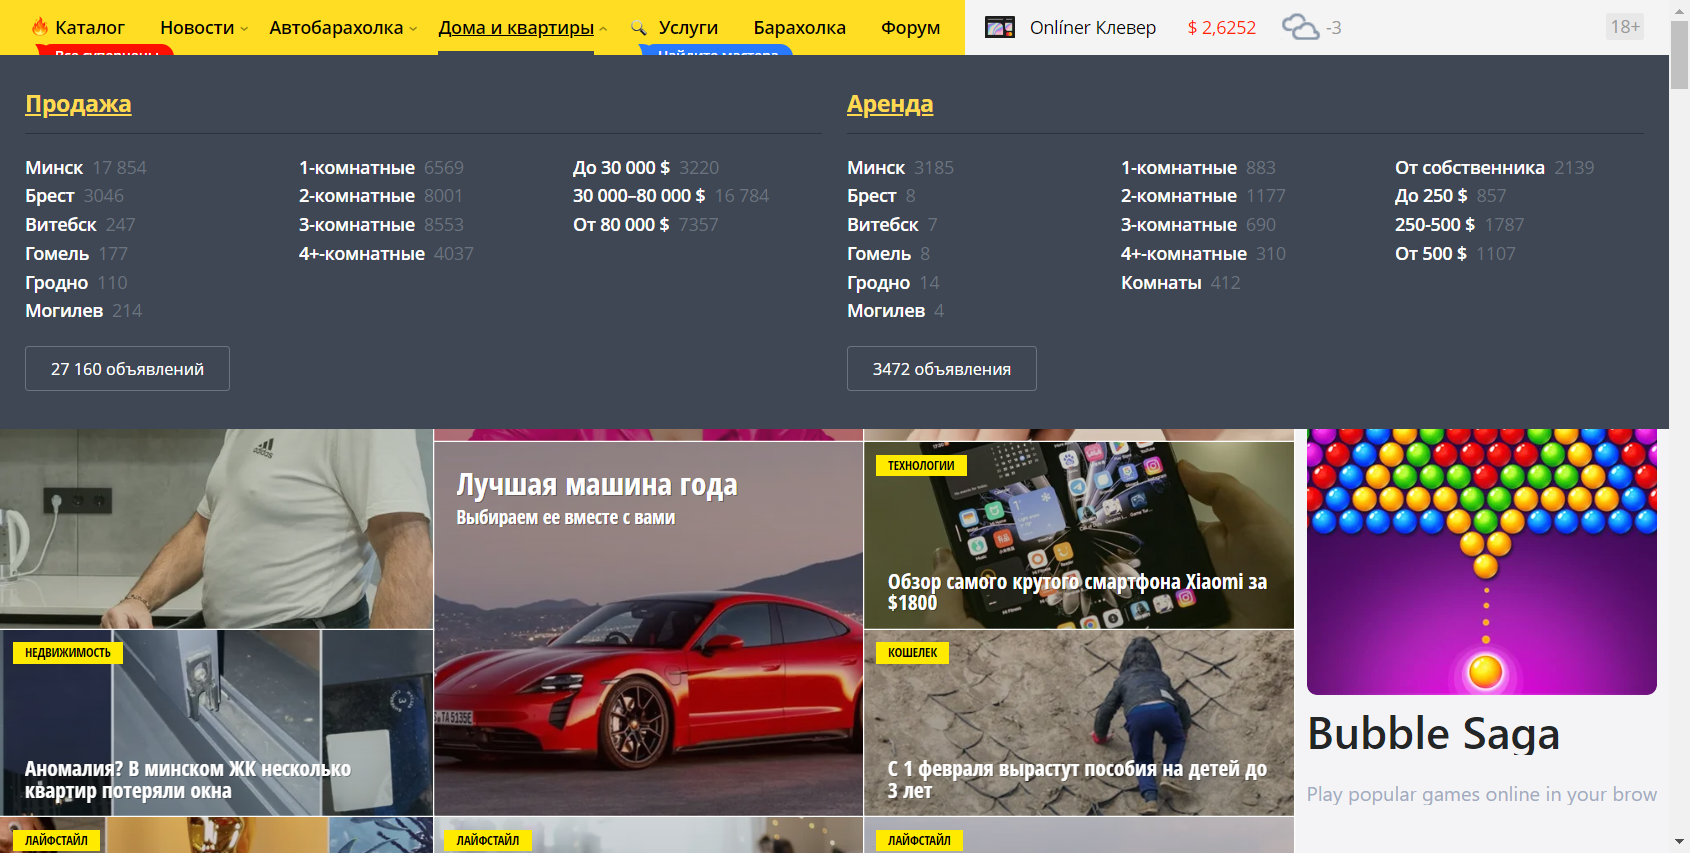 Каталог
Новости
Автобарахолка
Дома и квартиры
Услуги
Барахолка
Форум
Onlíner Клевер
$ 2,6252
-3
18+
Продажа
Минск 17 854
Брест 3046
Витебск 247
Гомель 177
Гродно 110
Могилев 214
1-комнатные 6569
2-комнатные 8001
3-комнатные 8553
4+-комнатные 4037
До 30 000 $ 3220
30 000–80 000 $ 16 784
От 80 000 $ 7357
27 160 объявлений
Аренда
Минск 3185
Брест 8
Витебск 7
Гомель 8
Гродно 14
Могилев 4
1-комнатные 883
2-комнатные 1177
3-комнатные 690
4+-комнатные 310
Комнаты 412
От собственника 2139
До 250 $ 857
250-500 $ 1787
От 500 $ 1107
3472 объявления
adidas
Лучшая машина года
Выбираем ее вместе с вами
ТЕХНОЛОГИИ
Обзор самого крутого смартфона Xiaomi за
$1800
НЕДВИЖИМОСТЬ
Аномалия? В минском ЖК несколько
квартир потеряли окна
КОШЕЛЕК
С 1 февраля вырастут пособия на детей до
3 лет
Bubble Saga
Play popular games online in your brow
ЛАЙФСТАЙЛ
ЛАЙФСТАЙЛ
ЛАЙФСТАЙЛ